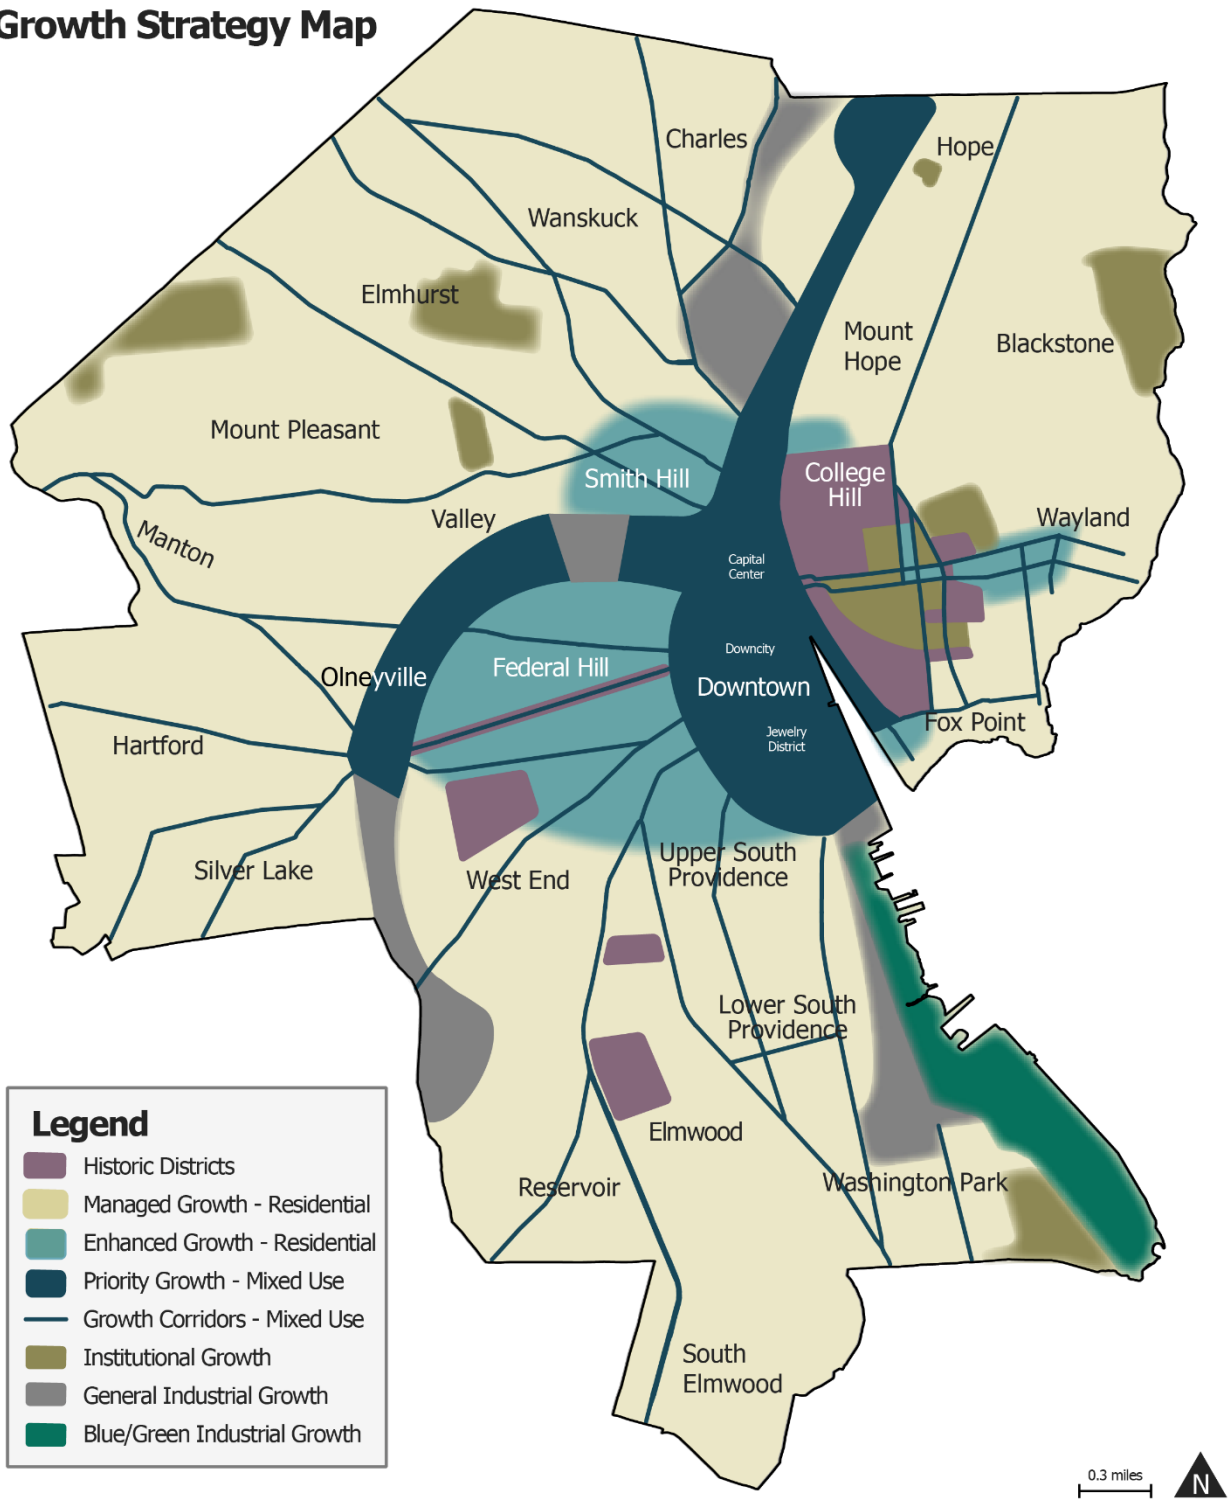 Growth Strategy Map
Charles
Hope
Wanskuck
Elmhurst
Mount
Hope
Blackstone
Mount Pleasant
Smith Hill
College
Hill
Valley
Wayland
Manton
Capital
Center
Downcity
Federal Hill
Olneyville
Downtown
Fox Point
Jewelry
District
Hartford
Upper South
Providence
Silver Lake
West End
Lower South
Providence
Elmwood
Reservoir
Washington Park
South
Elmwood
Legend
Historic Districts
Managed Growth - Residential
Enhanced Growth - Residential
Priority Growth - Mixed Use
Growth Corridors - Mixed Use
Institutional Growth
General Industrial Growth
Blue/Green Industrial Growth
0.3 miles
N